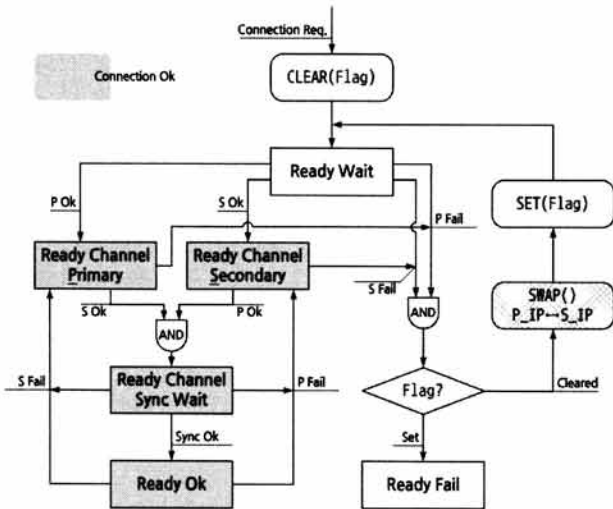 Connection Req.
Connection Ok
CLEAR(Flag)
Ready Wait
P Ok
S Ok
P Fail
SET(Flag)
Ready Channel
Primary
Ready Channel
Secondary
S Fail
S Ok
P Ok
AND
AND
SWAP()
P_IP↔S_IP
Ready Channel
Sync Wait
S Fail
P Fail
Flag?
Cleared
Sync Ok
Set
Ready Ok
Ready Fail